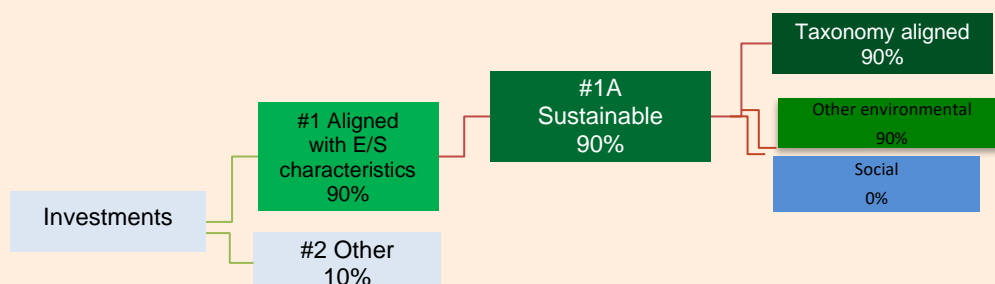 Investments
#1 Aligned
with E/S
characteristics
90%
#2 Other
10%
#1A
Sustainable
90%
Taxonomy aligned
90%
Other environmental
90%
Social
0%